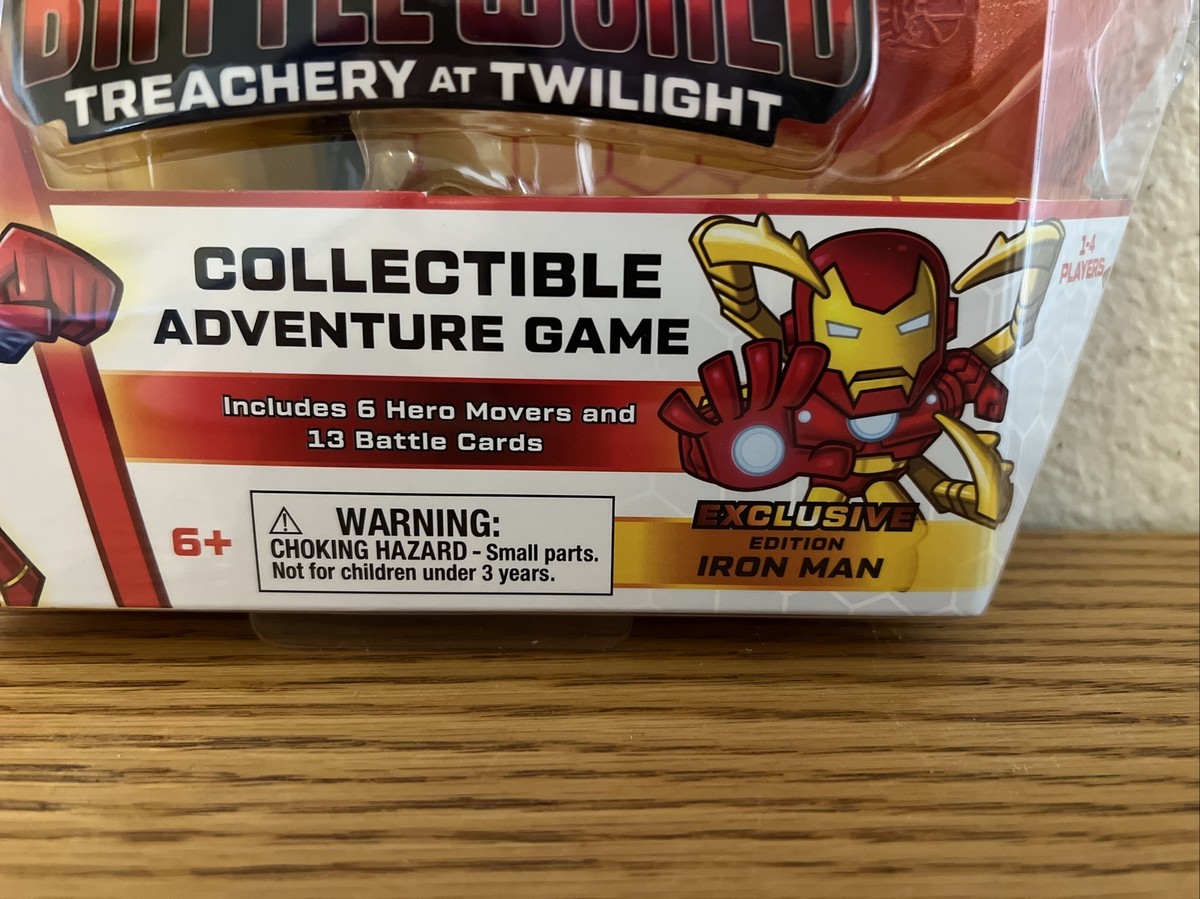 BATTLEWORLD
TREACHERY AT TWILIGHT
COLLECTIBLE
ADVENTURE GAME
1-4
PLAYERS
Includes 6 Hero Movers and
13 Battle Cards
6+
WARNING:
CHOKING HAZARD - Small parts.
Not for children under 3 years.
EXCLUSIVE
EDITION
IRON MAN